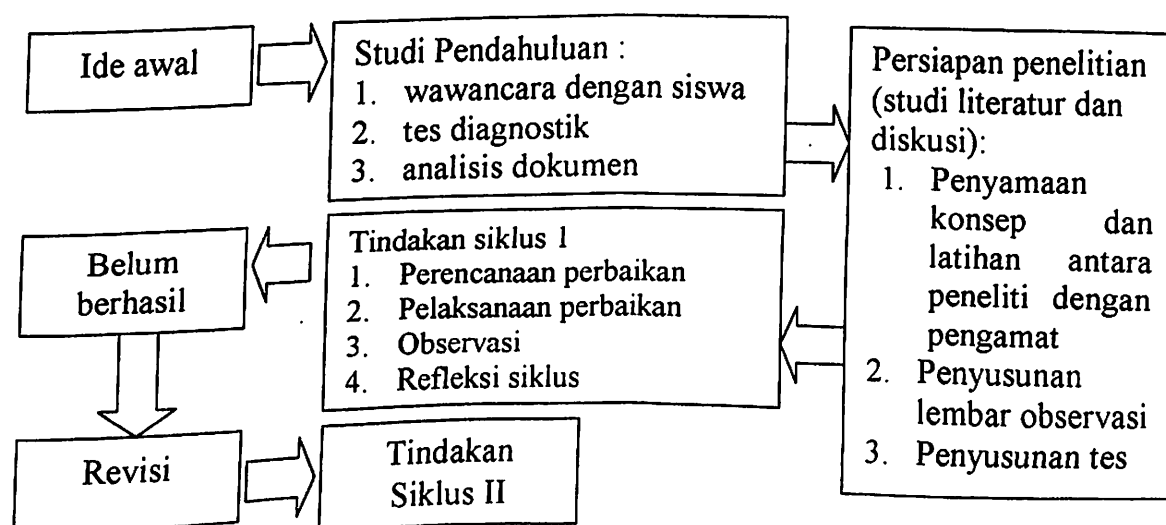 Ide awal
Studi Pendahuluan :
1. wawancara dengan siswa
2. tes diagnostik
3. analisis dokumen
Persiapan penelitian
(studi literatur dan
diskusi):
1. Penyamaan
konsep dan
latihan antara
peneliti dengan
pengamat
2. Penyusunan
lembar observasi
3. Penyusunan tes
Tindakan siklus 1
1. Perencanaan perbaikan
2. Pelaksanaan perbaikan
3. Observasi
4. Refleksi siklus
Belum
berhasil
Revisi
Tindakan
Siklus II